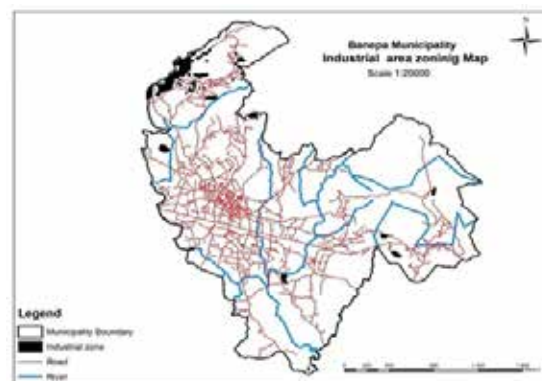 N
Banepa Municipality
Industrial area zoninig Map
Scale 1:20000
Legend
Municipality Boundary
Industrial zone
Road
River